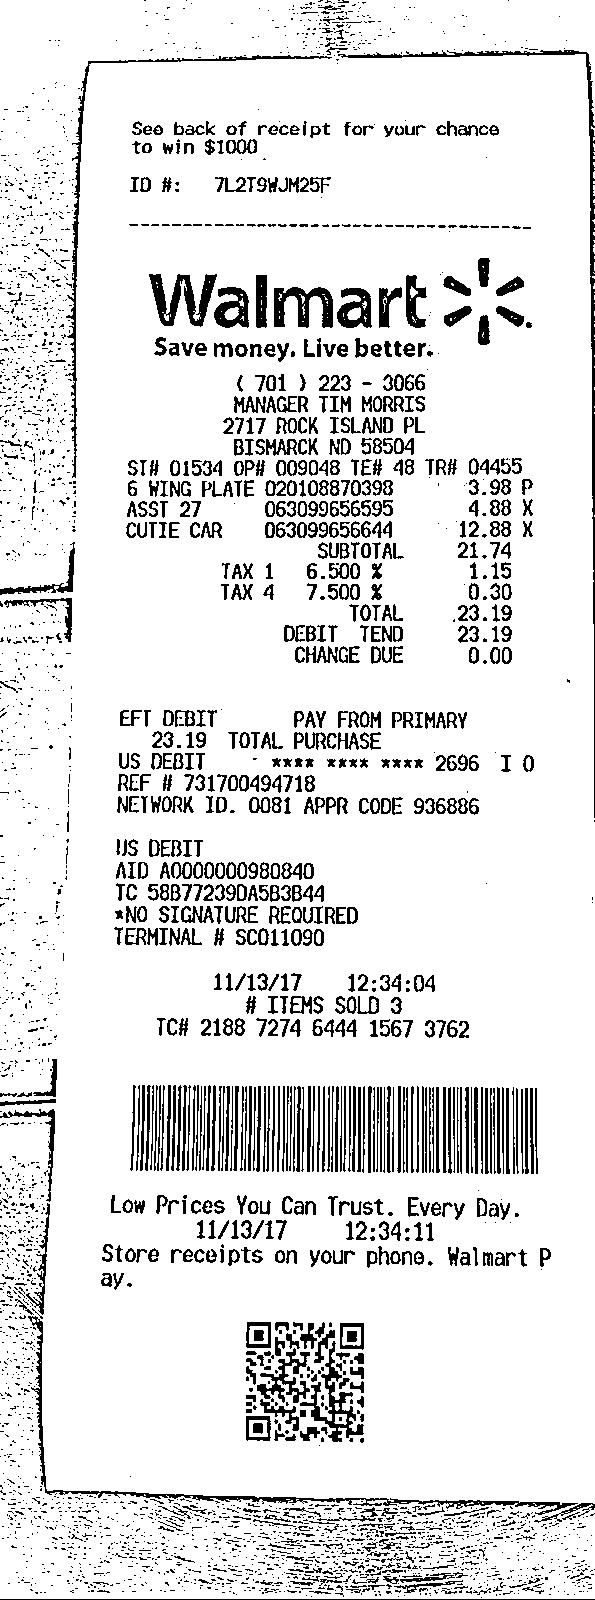 See back of receipt for your chance
to win $1000
ID #: 7L2T9WJM25F
Walmart
Save money. Live better.
( 701 ) 223 - 3066
MANAGER TIM MORRIS
2717 ROCK ISLAND PL
BISMARCK ND 58504
ST# 01534 OP# 009048 TE# 48 TR# 04455
6 WING PLATE 020108870398 3.98 P
ASST 27 063099656595 4.88 X
CUTIE CAR 063099656644 12.88 X
SUBTOTAL 21.74
TAX 1 6.500 % 1.15
TAX 4 7.500 % 0.30
TOTAL 23.19
DEBIT TEND 23.19
CHANGE DUE 0.00
EFT DEBIT PAY FROM PRIMARY
23.19 TOTAL PURCHASE
US DEBIT - **** **** **** 2696 I 0
REF # 731700494718
NETWORK ID. 0081 APPR CODE 936886
US DEBIT
AID A0000000980840
TC 58B77239DA5B3B44
*NO SIGNATURE REQUIRED
TERMINAL # SC011090
11/13/17 12:34:04
# ITEMS SOLD 3
TC# 2188 7274 6444 1567 3762
Low Prices You Can Trust. Every Day.
11/13/17 12:34:11
Store receipts on your phone. Walmart P
ay.